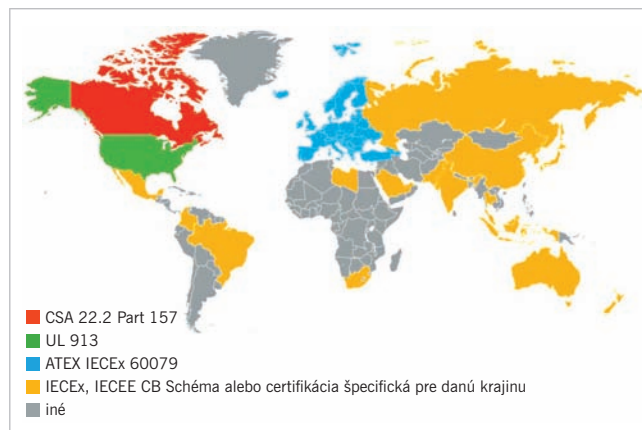 CSA 22.2 Part 157
UL 913
ATEX IECEx 60079
IECEx, IECEE CB Schéma alebo certifikácia špecifická pre danú krajinu
iné